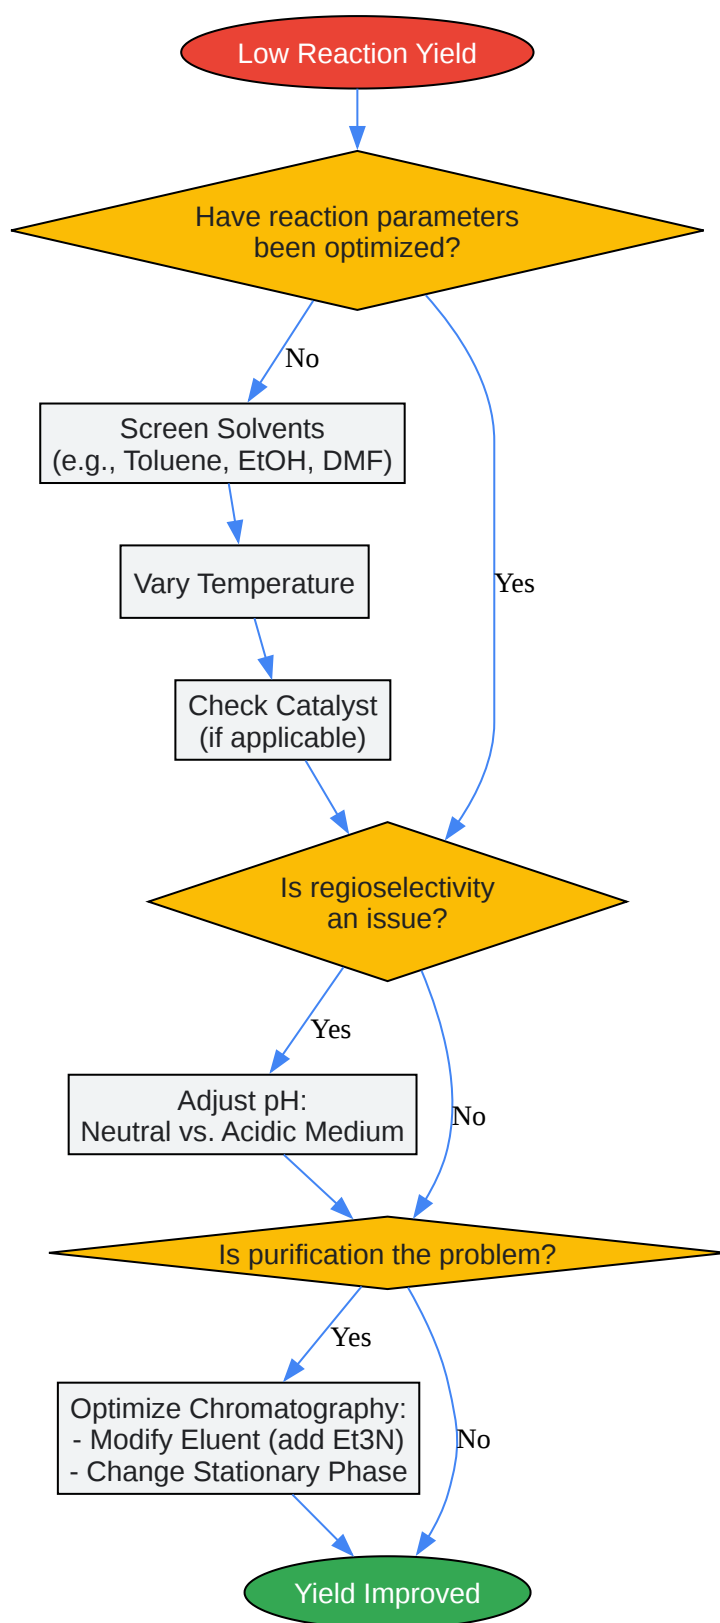 Low Reaction Yield
Have reaction parameters
been optimized?
No
Screen Solvents
(e.g., Toluene, EtOH, DMF)
Vary Temperature
Yes
Check Catalyst
(if applicable)
Is regioselectivity
an issue?
Yes
Adjust pH:
Neutral vs. Acidic Medium
No
Is purification the problem?
Yes
Optimize Chromatography:
- Modify Eluent (add Et3N)
- Change Stationary Phase
No
Yield Improved